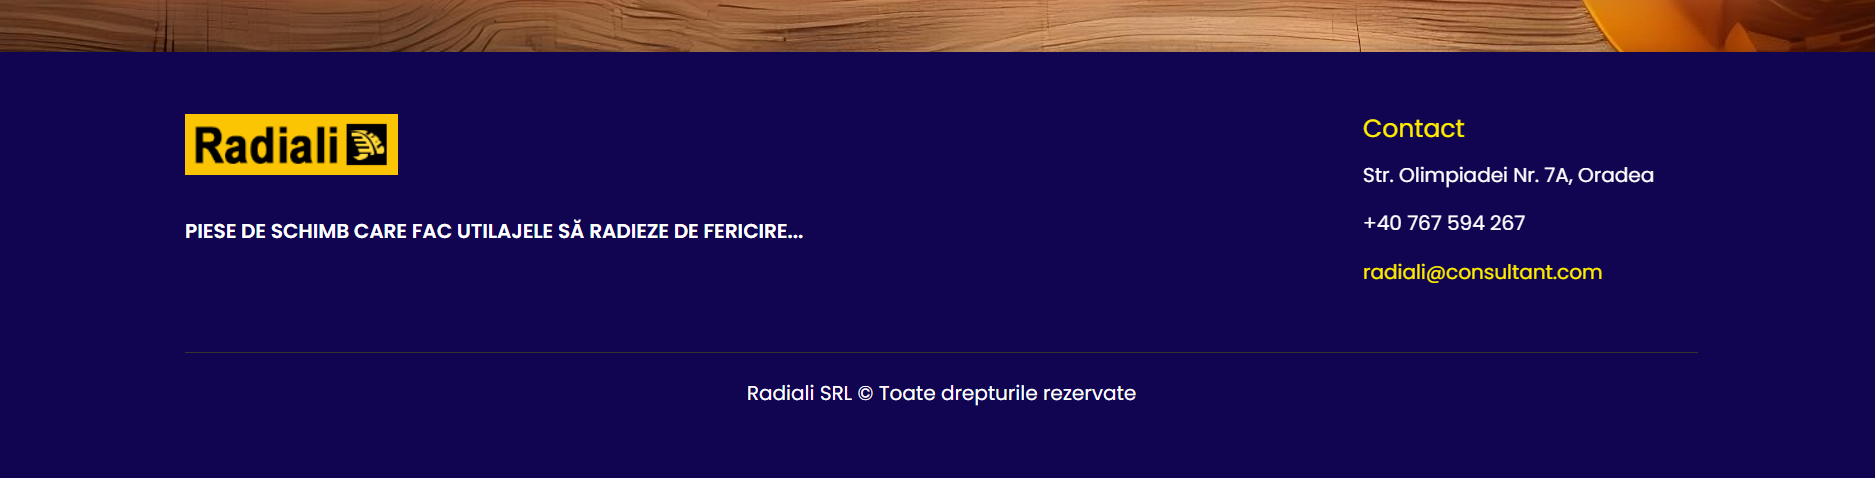 Radiali
PIESE DE SCHIMB CARE FAC UTILAJELE SĂ RADIEZE DE FERICIRE...
Contact
Str. Olimpiadei Nr. 7A, Oradea
+40 767 594 267
radiali@consultant.com
Radiali SRL © Toate drepturile rezervate